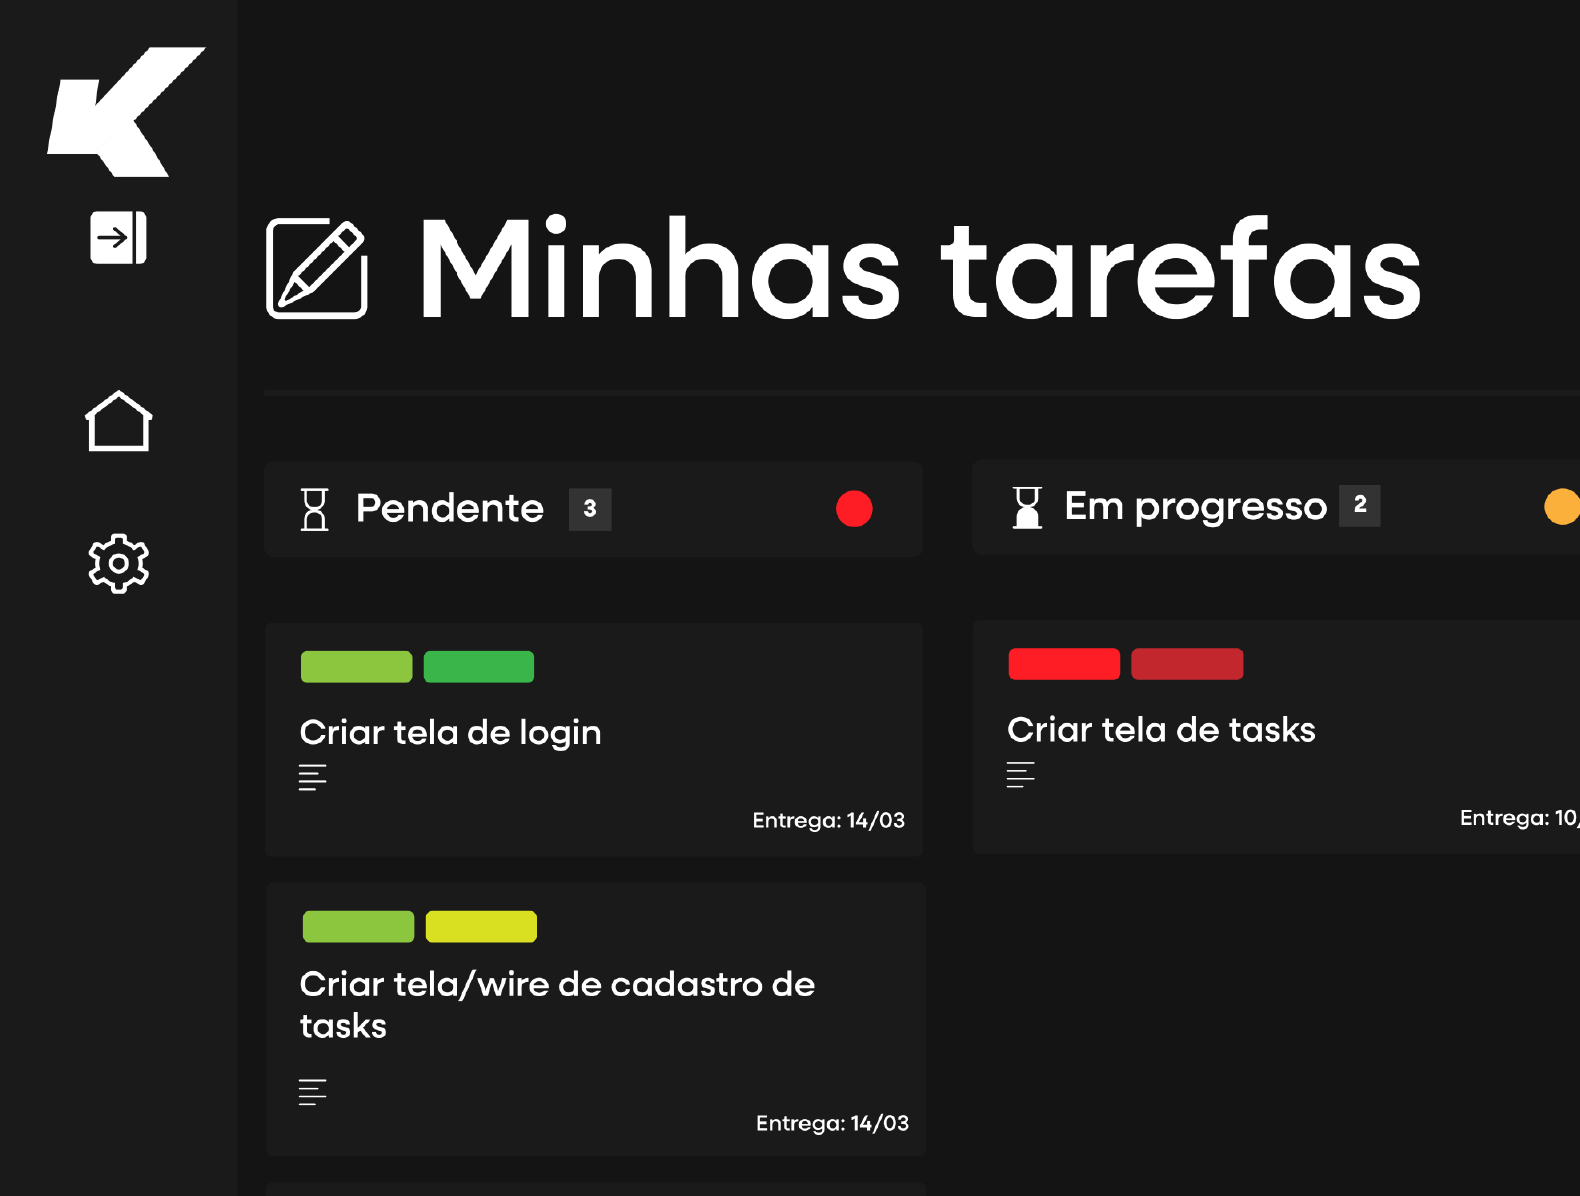 K
Minhas tarefas
Pendente 3
Em progresso 2
Criar tela de login
Entrega: 14/03
Criar tela/wire de cadastro de
tasks
Entrega: 14/03
Criar tela de tasks
Entrega: 10/